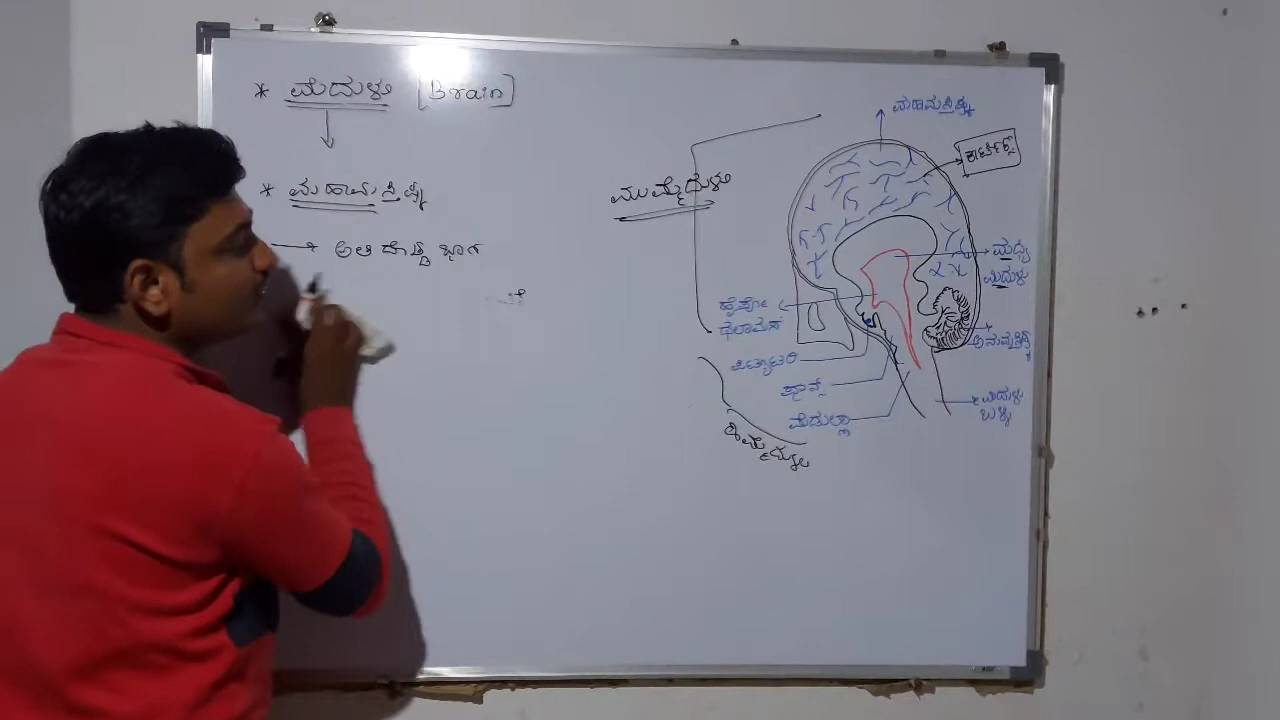 * ಮೆದುಳು [Brain]
* ಮಹಾಮಸ್ತಿಷ್ಕ
→ ಅತಿ ದೊಡ್ಡ ಭಾಗ
ಮುಮ್ಮೆದುಳು
ಮಹಾಮಸ್ತಿಷ್ಕ
ಕಾರ್ಟೆಕ್ಸ್
ಮಧ್ಯ
ಮಿದುಳು
ಹೈಪೋ
ಥಲಾಮಸ್
ಅನುಮಸ್ತಿಷ್ಕ
ಪಿಟ್ಯುಟರಿ
ಪಾನ್ಸ್
ಮೆದುಲ್ಲಾ
ಮಿದುಳು
ಬಳ್ಳಿ